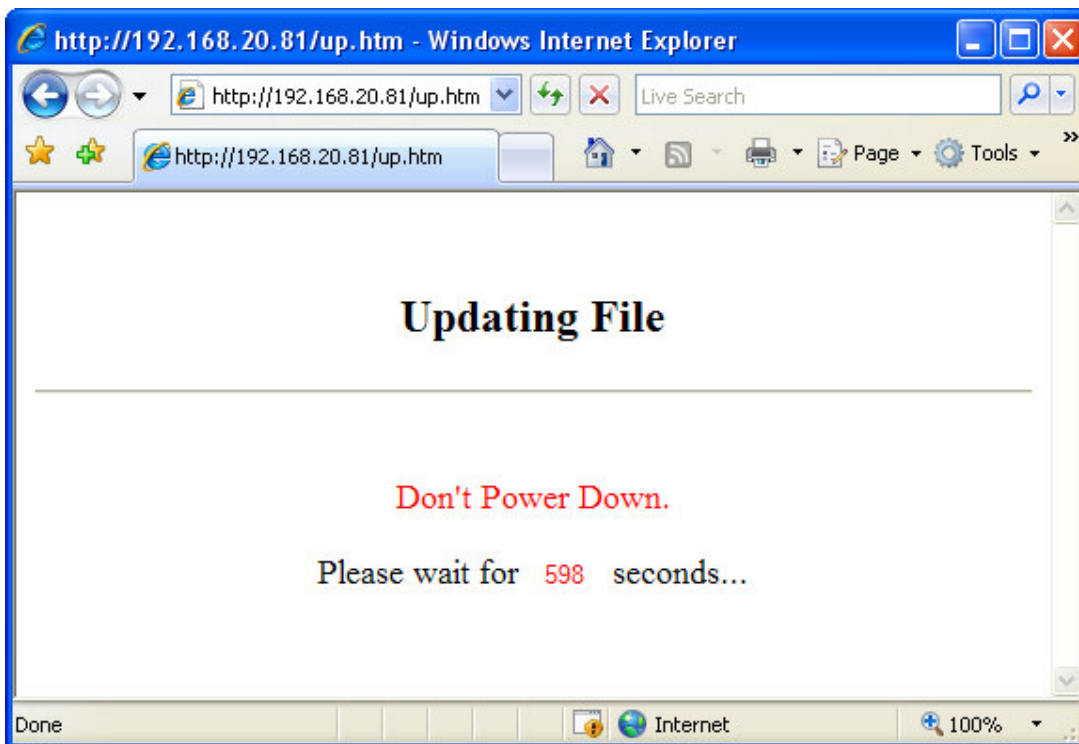 http://192.168.20.81/up.htm - Windows Internet Explorer
http://192.168.20.81/up.htm
Live Search
http://192.168.20.81/up.htm
Page
Tools
»
Updating File
Don't Power Down.
Please wait for 598 seconds...
Done
Internet
100%